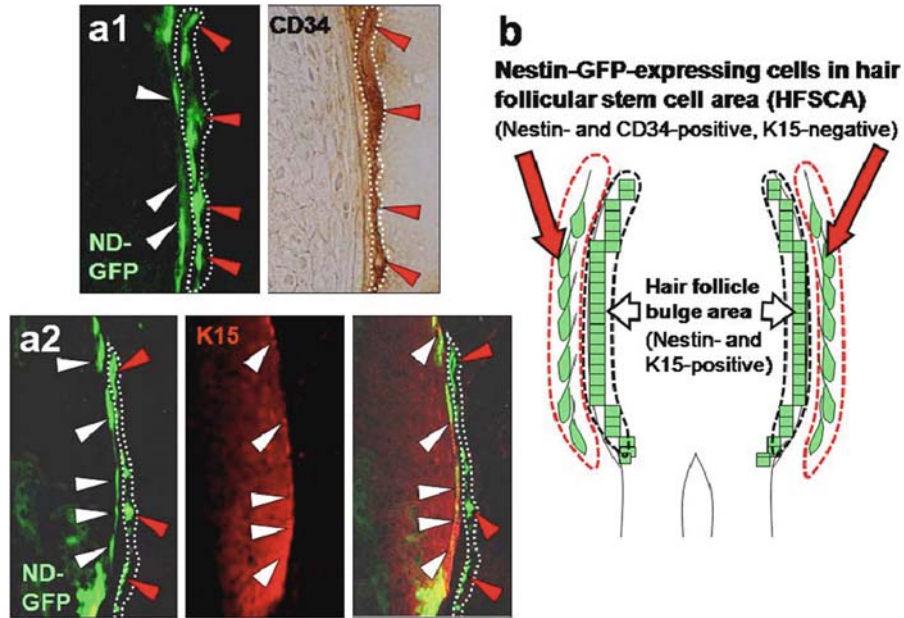 a1
CD34
ND-
GFP
a2
K15
ND-
GFP
b
Nestin-GFP-expressing cells in hair
follicular stem cell area (HFSCA)
(Nestin- and CD34-positive, K15-negative)
Hair follicle
bulge area
(Nestin- and
K15-positive)